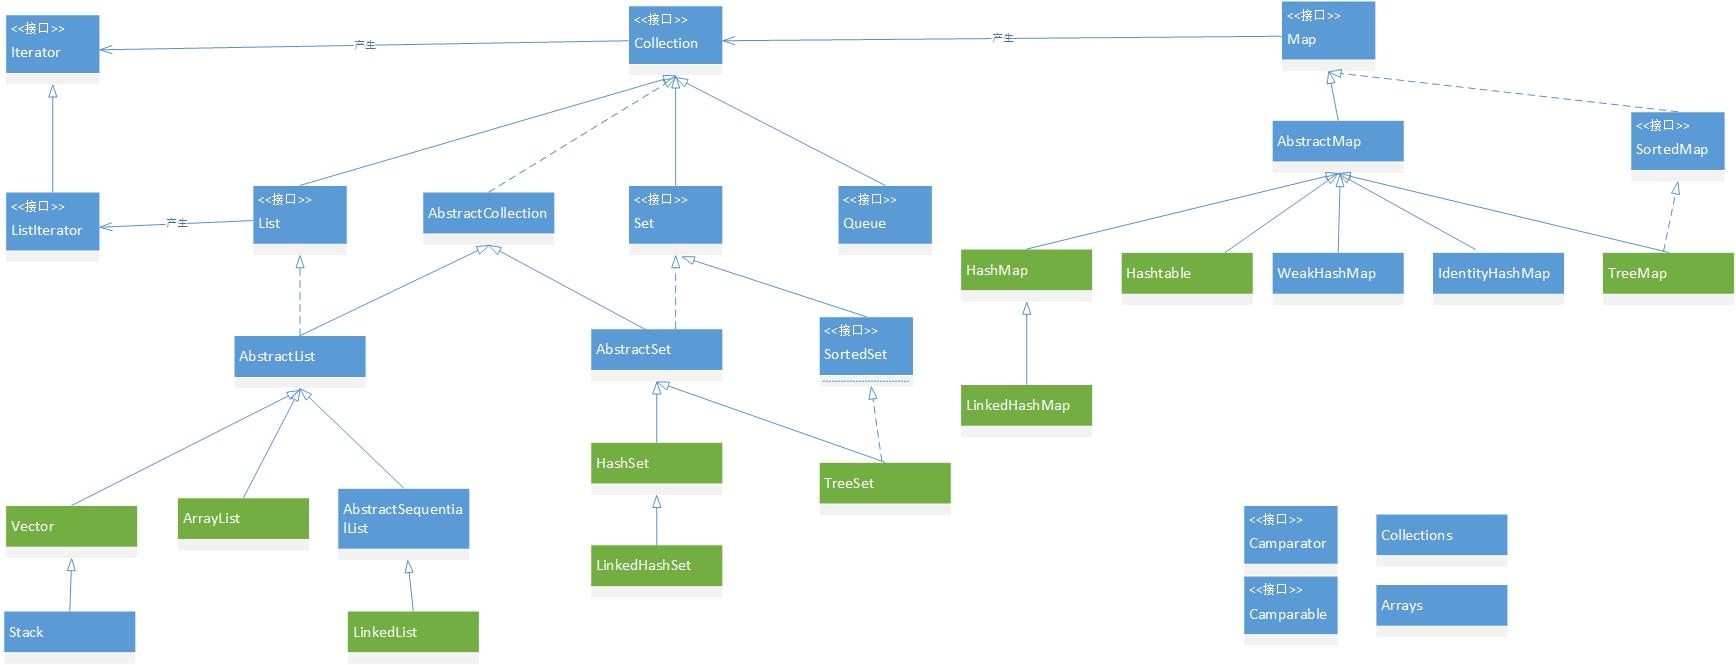 <<接口>>
Iterator
产生
<<接口>>
Collection
产生
<<接口>>
Map
<<接口>>
ListIterator
产生
<<接口>>
List
AbstractCollection
<<接口>>
Set
<<接口>>
Queue
AbstractMap
<<接口>>
SortedMap
HashMap
Hashtable
WeakHashMap
IdentityHashMap
TreeMap
AbstractList
AbstractSet
<<接口>>
SortedSet
LinkedHashMap
Vector
ArrayList
AbstractSequentia
lList
HashSet
TreeSet
LinkedHashSet
Stack
LinkedList
<<接口>>
Camparator
Collections
<<接口>>
Camparable
Arrays